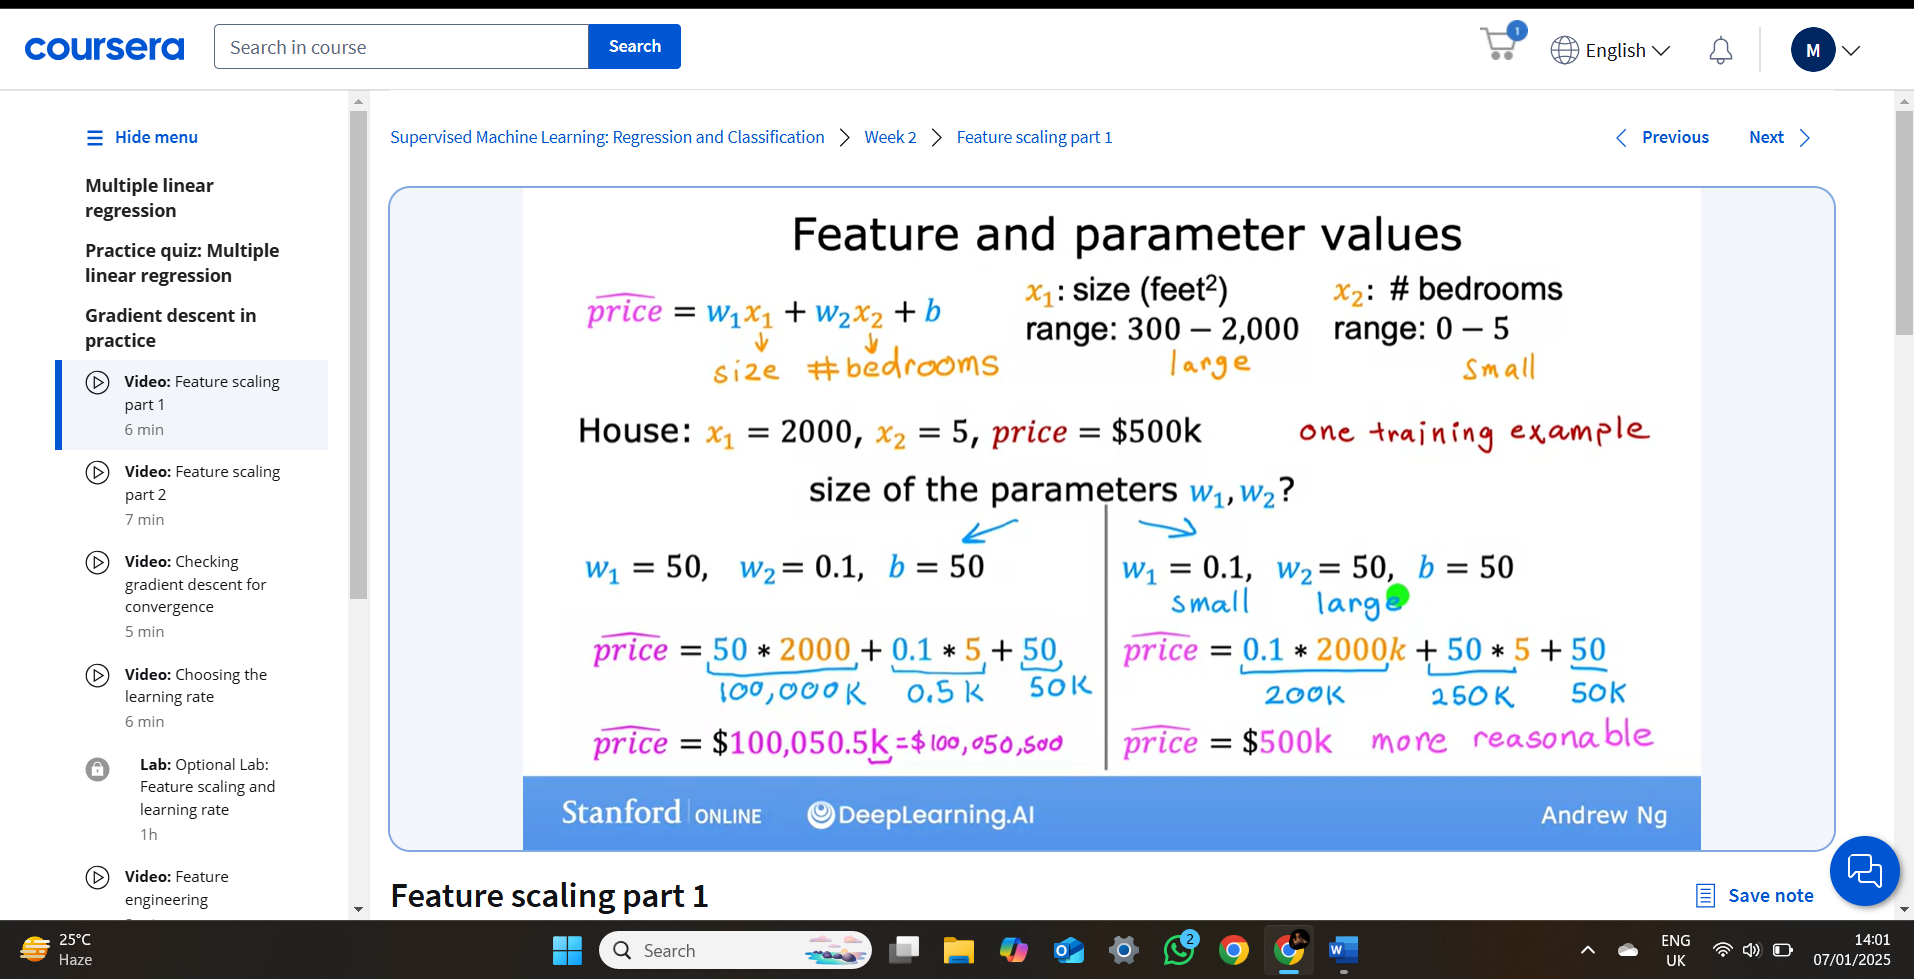 coursera
Search in course
Search
1
English
M
Hide menu
Multiple linear
regression
Practice quiz: Multiple
linear regression
Gradient descent in
practice
Video: Feature scaling
part 1
6 min
Video: Feature scaling
part 2
7 min
Video: Checking
gradient descent for
convergence
5 min
Video: Choosing the
learning rate
6 min
Lab: Optional Lab:
Feature scaling and
learning rate
1h
Video: Feature
engineering
Supervised Machine Learning: Regression and Classification > Week 2 > Feature scaling part 1
Previous
Next
Feature and parameter values
price = w₁x₁ + w₂x₂ + b
size #bedrooms
x₁: size (feet²)
range: 300 – 2,000
large
x₂: # bedrooms
range: 0 – 5
small
House: x₁ = 2000, x₂ = 5, price = $500k
one training example
size of the parameters w₁, w₂?
w₁ = 50, w₂ = 0.1, b = 50
price = 50 * 2000 + 0.1 * 5 + 50
100,000K 0.5 k 50K
price = $100,050.5k = $100,050,500
w₁ = 0.1, w₂ = 50, b = 50
small large
price = 0.1 * 2000k + 50 * 5 + 50
200K 250K 50K
price = $500k more reasonable
Stanford ONLINE
DeepLearning.AI
Andrew Ng
Feature scaling part 1
Save note
25°C
Haze
Search
2
ENG
UK
14:01
07/01/2025